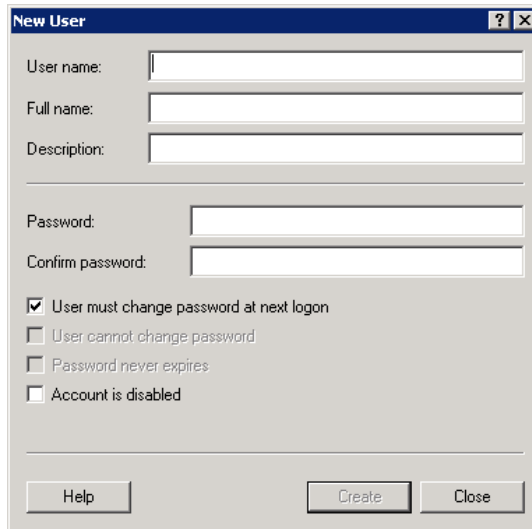 New User
User name:
Full name:
Description:
Password:
Confirm password:
User must change password at next logon
User cannot change password
Password never expires
Account is disabled
Help Create Close